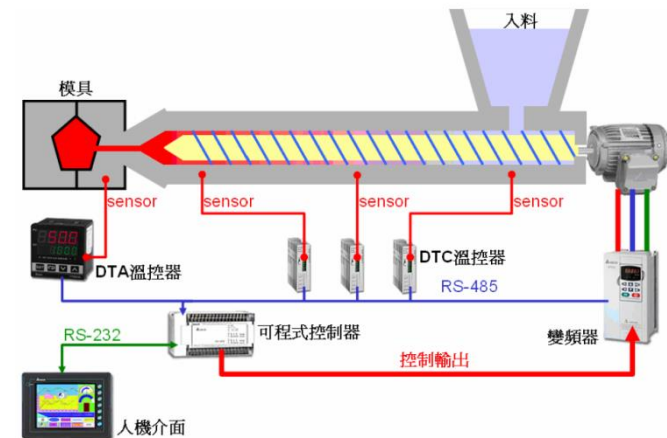 入料
模具
sensor
sensor
sensor
sensor
DTA溫控器
DTC溫控器
RS-485
RS-232
可程式控制器
變頻器
控制輸出
人機介面